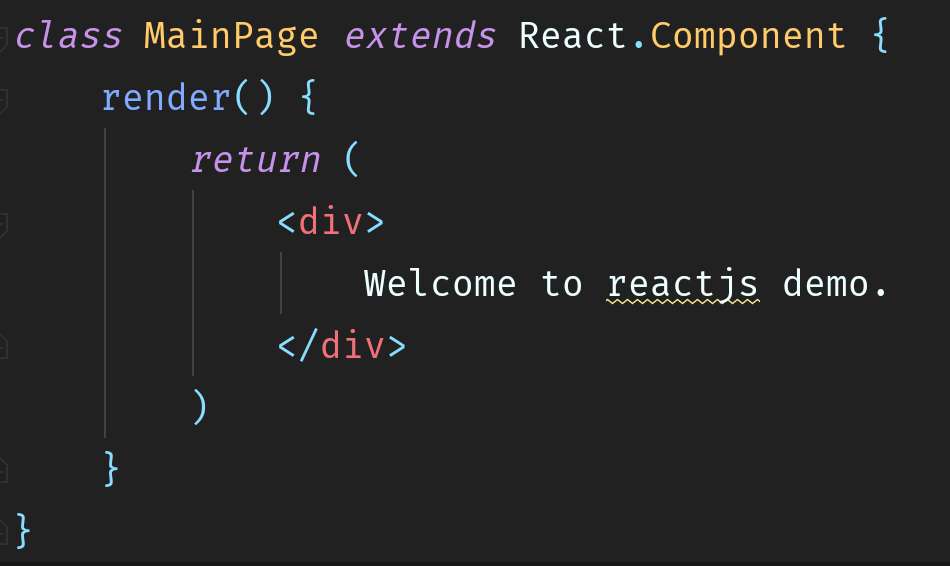 class MainPage extends React.Component {
    render() {
        return (
            <div>
                Welcome to reactjs demo.
            </div>
        )
    }
}